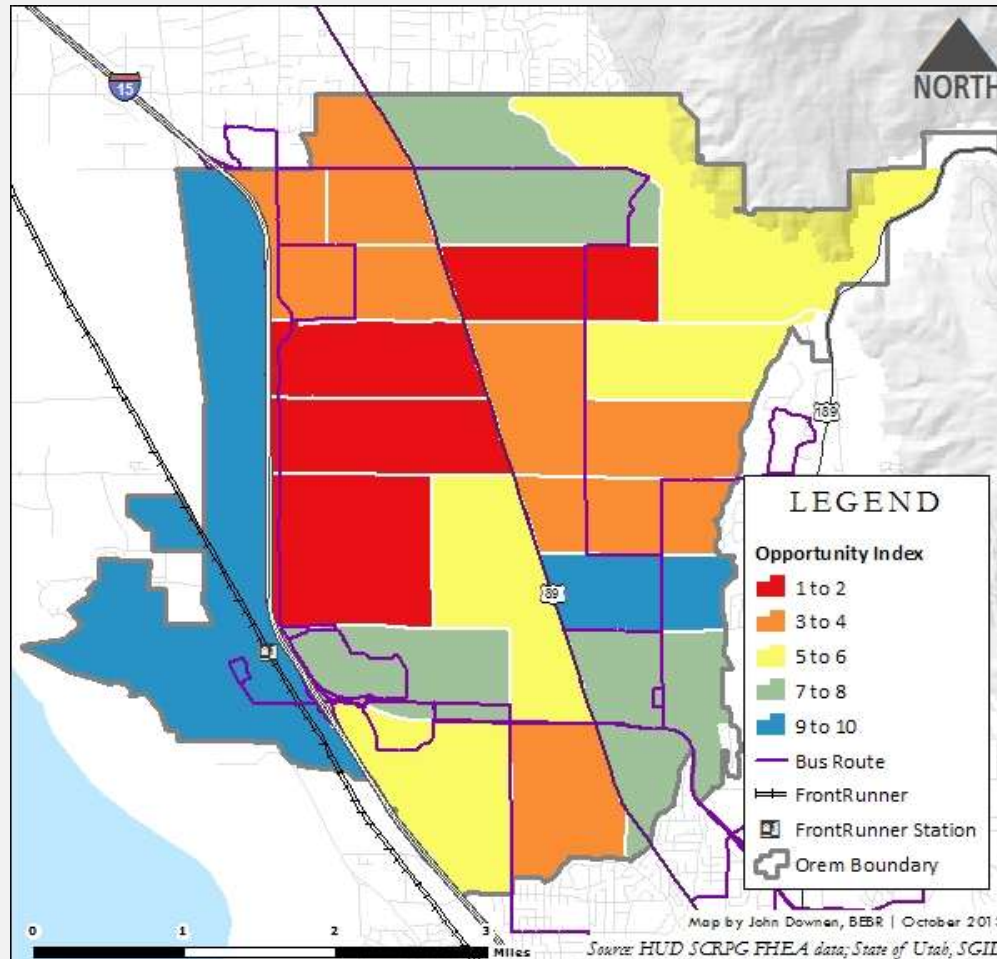 15
NORTH
189
89
LEGEND
Opportunity Index
1 to 2
3 to 4
5 to 6
7 to 8
9 to 10
Bus Route
FrontRunner
FrontRunner Station
Orem Boundary
0 1 2 3
Miles
Map by John Downen, BEBR | October 201
Source: HUD SCRPG FHEA data; State of Utah, SGI